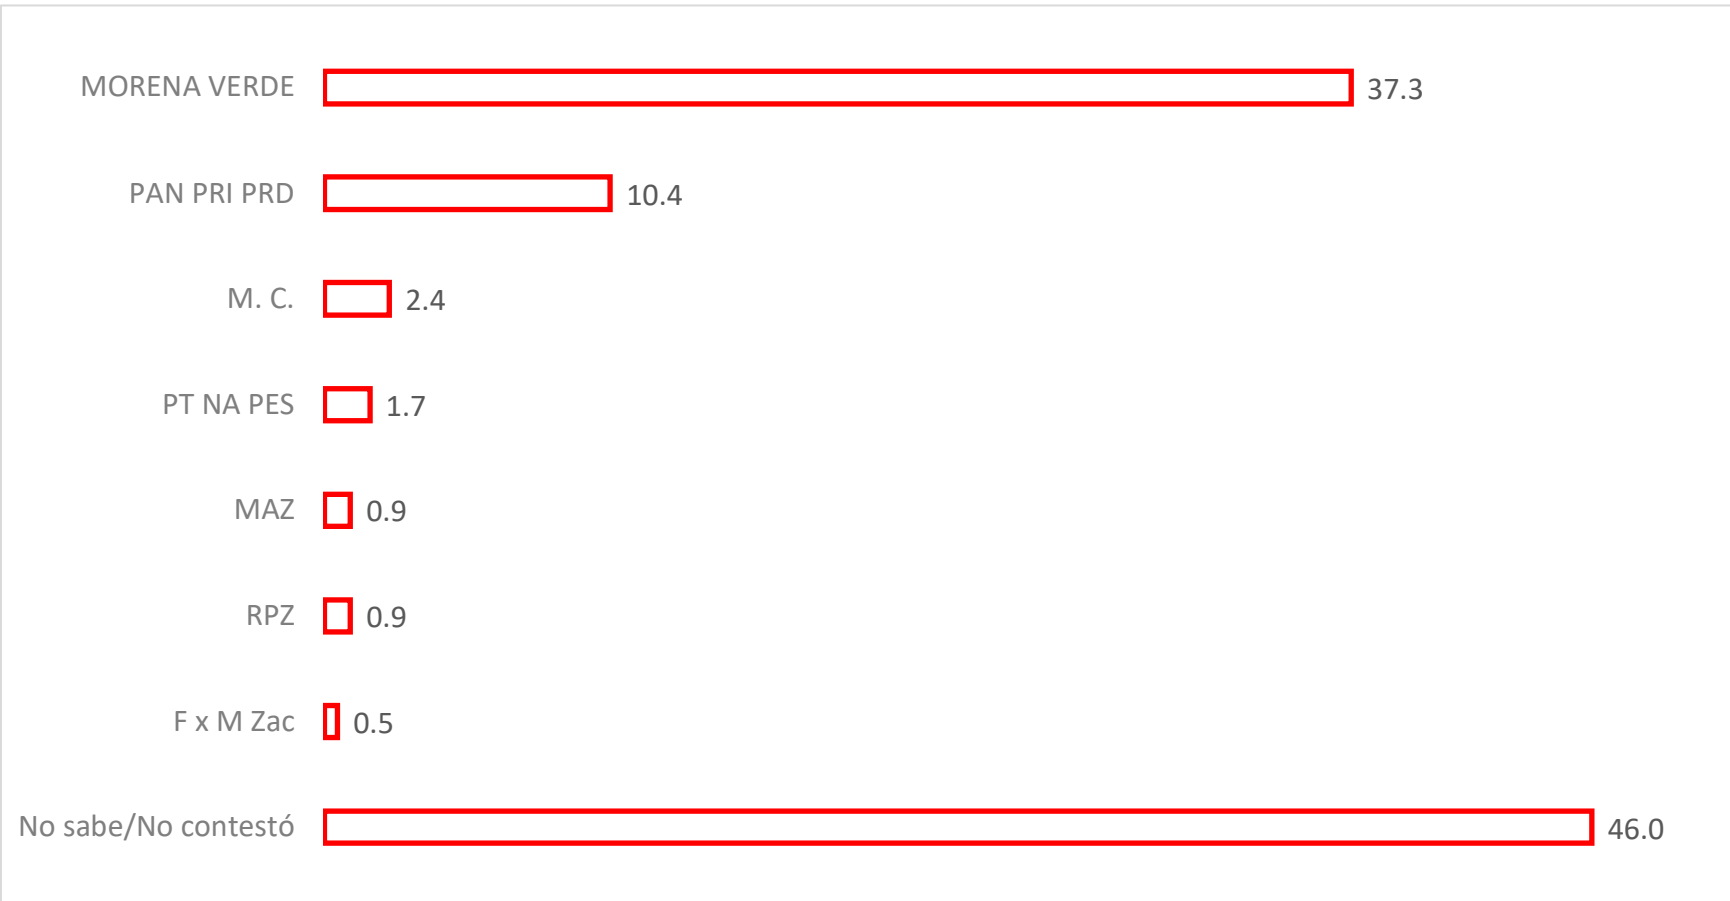 MORENA VERDE 37.3
PAN PRI PRD 10.4
M. C. 2.4
PT NA PES 1.7
MAZ 0.9
RPZ 0.9
F x M Zac 0.5
No sabe/No contestó 46.0